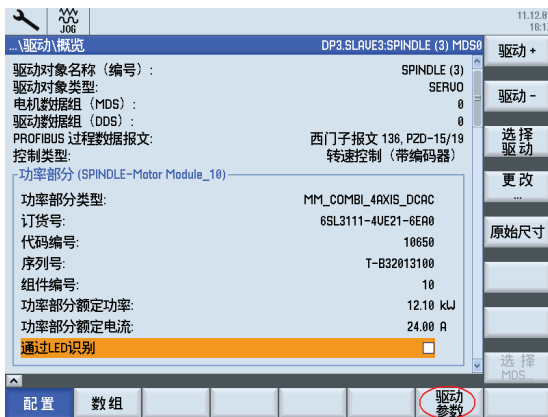 JOG
11.12.0
16:1
...\驱动\概览 DP3.SLAVE3:SPINDLE (3) MDS0
驱动 +
驱动对象名称（编号）: SPINDLE (3)
驱动对象类型: SERVO
电机数据组（MDS）: 0
驱动 -
驱动数据组（DDS）: 0
PROFIBUS 过程数据报文: 西门子报文 136, PZD-15/19
选择
驱动
控制类型: 转速控制（带编码器）
功率部分 (SPINDLE-Motor Module_10)
更改
...
功率部分类型: MM_COMBI_4AXIS_DCAC
订货号: 6SL3111-4VE21-6EA0
原始尺寸
代码编号: 10650
序列号: T-B32013100
组件编号: 10
功率部分额定功率: 12.10 kW
功率部分额定电流: 24.00 A
通过LED识别
选 择
MDS...
配 置
数 组
驱动
参数